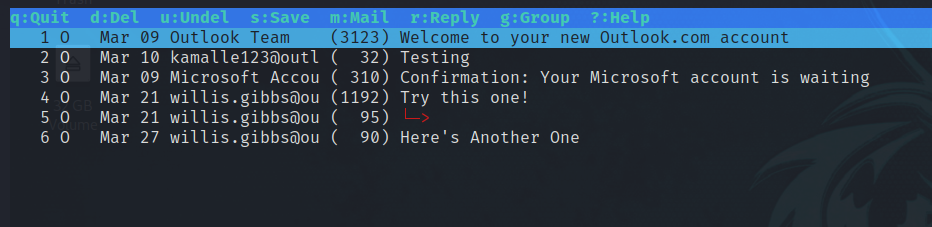 q:Quit  d:Del  u:Undel  s:Save  m:Mail  r:Reply  g:Group  ?:Help
1 O   Mar 09 Outlook Team    (3123) Welcome to your new Outlook.com account
2 O   Mar 10 kamalle123@outl (  32) Testing
3 O   Mar 09 Microsoft Accou ( 310) Confirmation: Your Microsoft account is waiting
4 O   Mar 21 willis.gibbs@ou (1192) Try this one!
5 O   Mar 21 willis.gibbs@ou (  95) └─>
6 O   Mar 27 willis.gibbs@ou (  90) Here's Another One